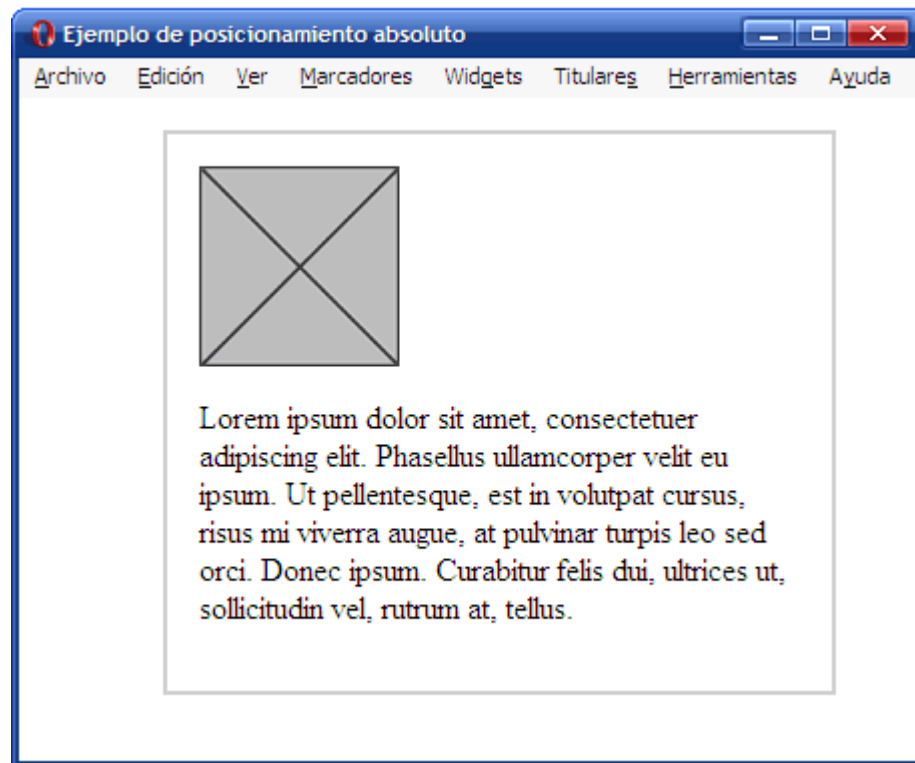 Ejemplo de posicionamiento absoluto
Archivo Edición Ver Marcadores Widgets Titulares Herramientas Ayuda
Lorem ipsum dolor sit amet, consectetuer
adipiscing elit. Phasellus ullamcorper velit eu
ipsum. Ut pellentesque, est in volutpat cursus,
risus mi viverra augue, at pulvinar turpis leo sed
orci. Donec ipsum. Curabitur felis dui, ultrices ut,
sollicitudin vel, rutrum at, tellus.